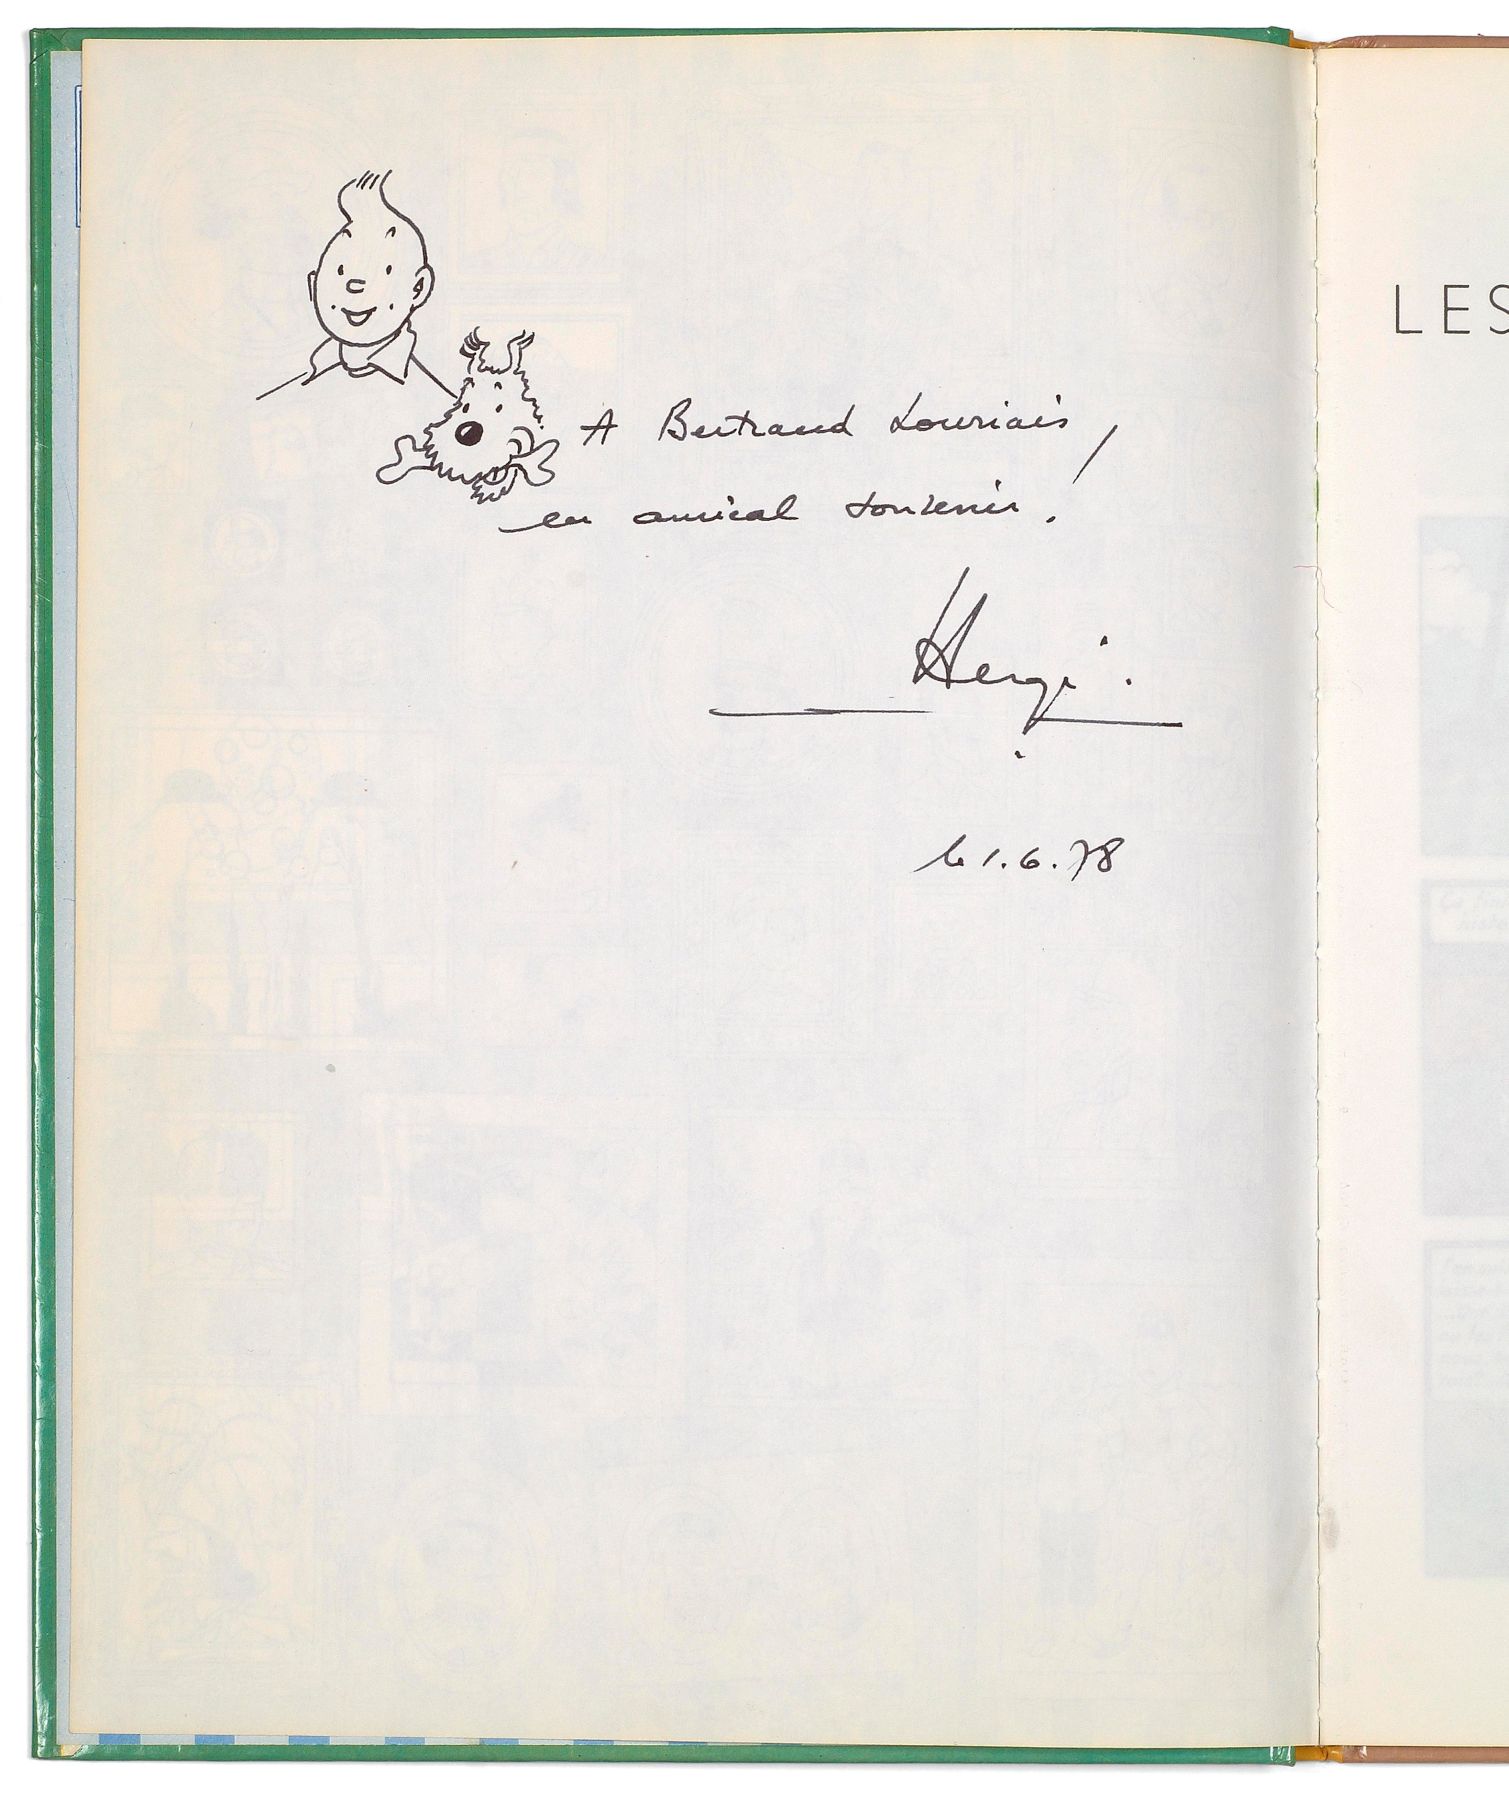 A Bertrand Louriais,
en amical souvenir.
Hergé.
le 1.6.78
LES